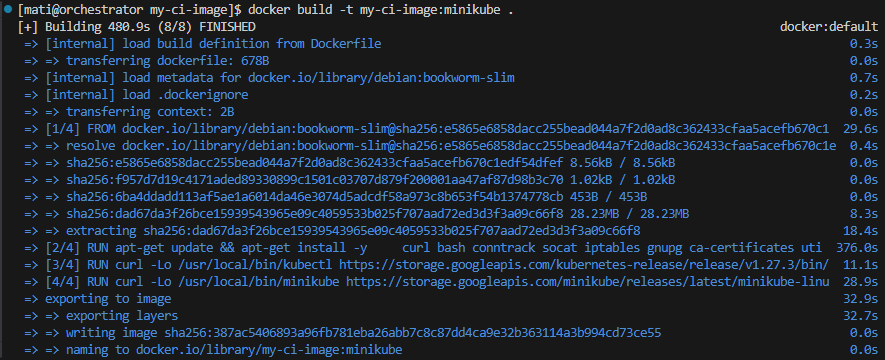 [mati@orchestrator my-ci-image]$ docker build -t my-ci-image:minikube .
[+] Building 480.9s (8/8) FINISHED docker:default
=> [internal] load build definition from Dockerfile 0.3s
=> => transferring dockerfile: 678B 0.0s
=> [internal] load metadata for docker.io/library/debian:bookworm-slim 0.7s
=> [internal] load .dockerignore 0.2s
=> => transferring context: 2B 0.0s
=> [1/4] FROM docker.io/library/debian:bookworm-slim@sha256:e5865e6858dacc255bead044a7f2d0ad8c362433cfaa5acefb670c1 29.6s
=> => resolve docker.io/library/debian:bookworm-slim@sha256:e5865e6858dacc255bead044a7f2d0ad8c362433cfaa5acefb670c1e 0.4s
=> => sha256:e5865e6858dacc255bead044a7f2d0ad8c362433cfaa5acefb670c1edf54dfef 8.56kB / 8.56kB 0.0s
=> => sha256:f957d7d19c4171aded89330899c1501c03707d879f200001aa47af87d98b3c70 1.02kB / 1.02kB 0.0s
=> => sha256:6ba4ddadd113af5ae1a6014da46e3074d5adcdf58a973c8b653f54b1374778cb 453B / 453B 0.0s
=> => sha256:dad67da3f26bce15939543965e09c4059533b025f707aad72ed3d3f3a09c66f8 28.23MB / 28.23MB 8.3s
=> => extracting sha256:dad67da3f26bce15939543965e09c4059533b025f707aad72ed3d3f3a09c66f8 18.4s
=> [2/4] RUN apt-get update && apt-get install -y     curl bash conntrack socat iptables gnupg ca-certificates uti 376.0s
=> [3/4] RUN curl -Lo /usr/local/bin/kubectl https://storage.googleapis.com/kubernetes-release/release/v1.27.3/bin/ 11.1s
=> [4/4] RUN curl -Lo /usr/local/bin/minikube https://storage.googleapis.com/minikube/releases/latest/minikube-linu 28.9s
=> exporting to image 32.9s
=> => exporting layers 32.7s
=> => writing image sha256:387ac5406893a96fb781eba26abb7c8c87dd4ca9e32b363114a3b994cd73ce55 0.0s
=> => naming to docker.io/library/my-ci-image:minikube 0.0s